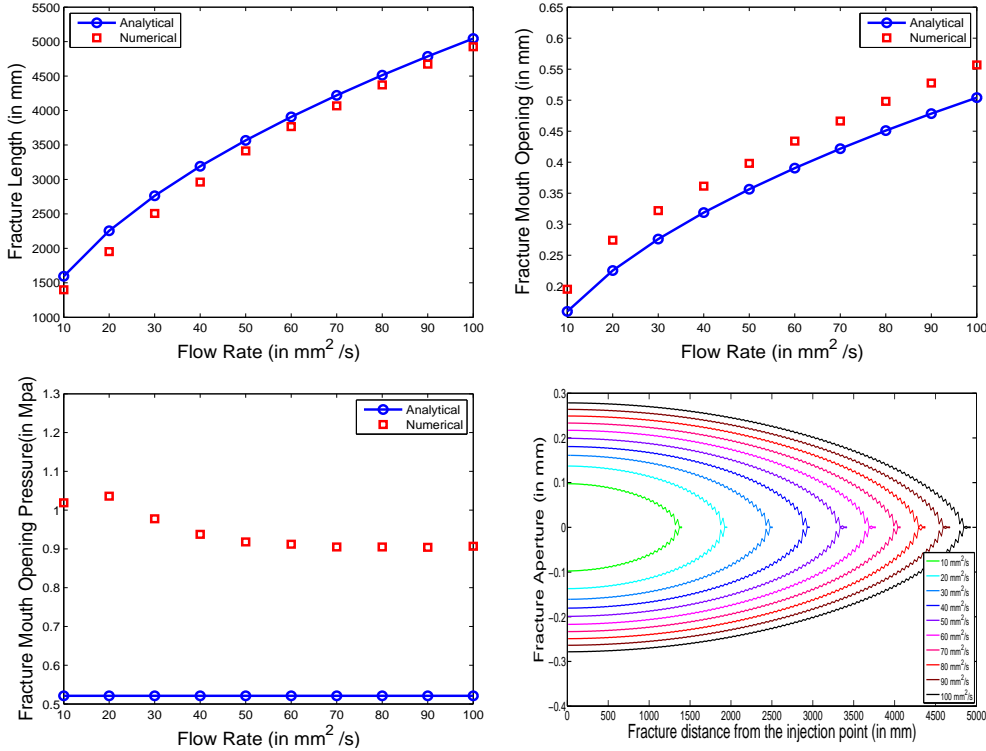 5500
5000
4500
4000
3500
3000
2500
2000
1500
1000
Fracture Length (in mm)
Analytical
Numerical
10 20 30 40 50 60 70 80 90 100
Flow Rate (in mm² /s)
0.65
0.6
0.55
0.5
0.45
0.4
0.35
0.3
0.25
0.2
Fracture Mouth Opening (in mm)
Analytical
Numerical
10 20 30 40 50 60 70 80 90 100
Flow Rate (in mm² /s)
1.3
1.2
1.1
1
0.9
0.8
0.7
0.6
0.5
Fracture Mouth Opening Pressure(in Mpa)
Analytical
Numerical
10 20 30 40 50 60 70 80 90 100
Flow Rate (in mm² /s)
0.3
0.2
0.1
0
−0.1
−0.2
−0.3
−0.4
Fracture Aperture (in mm)
10 mm²/s
20 mm²/s
30 mm²/s
40 mm²/s
50 mm²/s
60 mm²/s
70 mm²/s
80 mm²/s
90 mm²/s
100 mm²/s
0 500 1000 1500 2000 2500 3000 3500 4000 4500 5000
Fracture distance from the injection point (in mm)